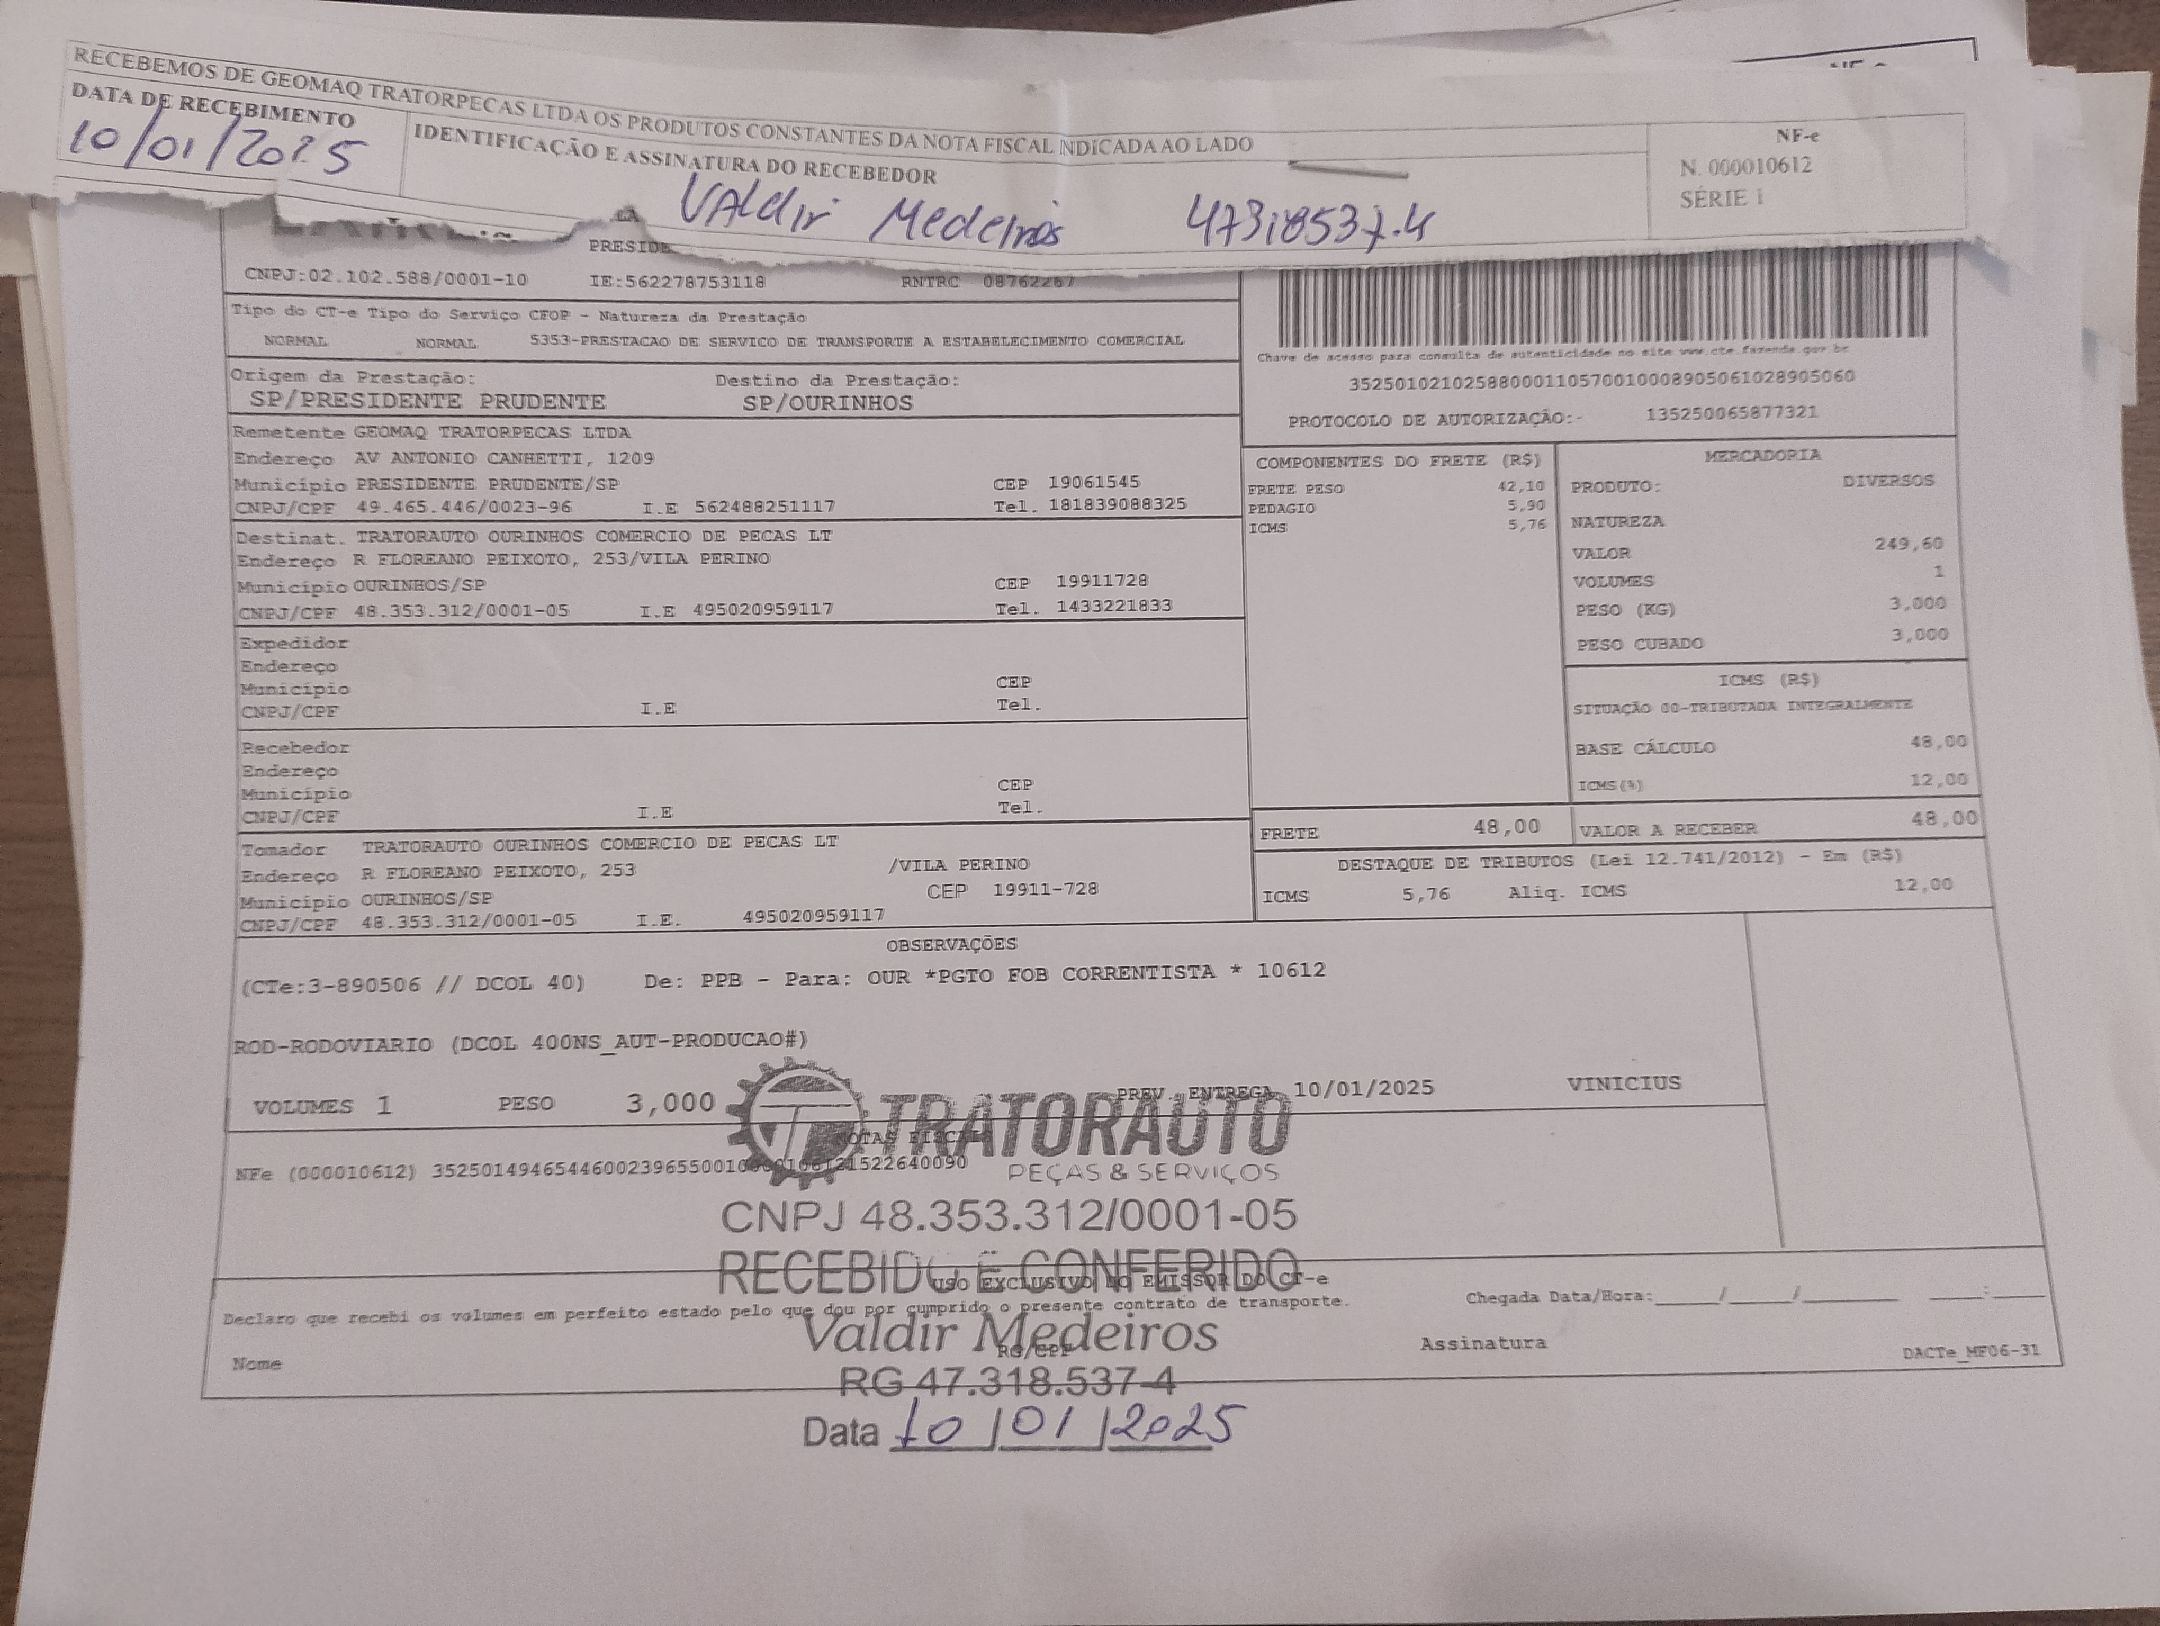 RECEBEMOS DE GEOMAQ TRATORPECAS LTDA OS PRODUTOS CONSTANTES DA NOTA FISCAL INDICADA AO LADO
DATA DE RECEBIMENTO
10/01/2025
IDENTIFICAÇÃO E ASSINATURA DO RECEBEDOR
Valdir Medeiros 47318537-4
NF-e
N. 000010612
SÉRIE 1
CNPJ:02.102.588/0001-10 IE:562278753118 RNTRC 08762267
Tipo do CT-e Tipo do Serviço CFOP - Natureza da Prestação
NORMAL NORMAL 5353-PRESTACAO DE SERVICO DE TRANSPORTE A ESTABELECIMENTO COMERCIAL
Chave de acesso para consulta de autenticidade no site www.cte.fazenda.gov.br
35250102102588000110570010008905061028905060
PROTOCOLO DE AUTORIZAÇÃO:- 135250065877321
Origem da Prestação: Destino da Prestação:
SP/PRESIDENTE PRUDENTE SP/OURINHOS
Remetente GEOMAQ TRATORPECAS LTDA
Endereço AV ANTONIO CANHETTI, 1209
Município PRESIDENTE PRUDENTE/SP CEP 19061545
CNPJ/CPF 49.465.446/0023-96 I.E 562488251117 Tel. 181839088325
Destinat. TRATORAUTO OURINHOS COMERCIO DE PECAS LT
Endereço R FLOREANO PEIXOTO, 253/VILA PERINO
Município OURINHOS/SP CEP 19911728
CNPJ/CPF 48.353.312/0001-05 I.E 495020959117 Tel. 1433221833
Expedidor
Endereço
Município CEP
CNPJ/CPF I.E Tel.
Recebedor
Endereço
Município CEP
CNPJ/CPF I.E Tel.
Tomador TRATORAUTO OURINHOS COMERCIO DE PECAS LT
Endereço R FLOREANO PEIXOTO, 253 /VILA PERINO
Município OURINHOS/SP CEP 19911-728
CNPJ/CPF 48.353.312/0001-05 I.E. 495020959117
COMPONENTES DO FRETE (R$)
FRETE PESO 42,10
PEDAGIO 5,90
ICMS 5,76
MERCADORIA
PRODUTO: DIVERSOS
NATUREZA
VALOR 249,60
VOLUMES 1
PESO (KG) 3,000
PESO CUBADO 3,000
ICMS (R$)
SITUAÇÃO 00-TRIBUTADA INTEGRALMENTE
BASE CÁLCULO 48,00
ICMS(%) 12,00
FRETE 48,00 VALOR A RECEBER 48,00
DESTAQUE DE TRIBUTOS (Lei 12.741/2012) - Em (R$)
ICMS 5,76 Aliq. ICMS 12,00
OBSERVAÇÕES
(CTe:3-890506 // DCOL 40) De: PPB - Para: OUR *PGTO FOB CORRENTISTA * 10612
ROD-RODOVIARIO (DCOL 400NS_AUT-PRODUCAO#)
VOLUMES 1 PESO 3,000 PREV. ENTREGA 10/01/2025 VINICIUS
TRATORAUTO
PEÇAS & SERVIÇOS
NOTAS FISCAIS
NFe (000010612)
CNPJ 48.353.312/0001-05
RECEBIDO E CONFERIDO
USO EXCLUSIVO DO EMISSOR DO CT-e
Declaro que recebi os volumes em perfeito estado pelo que dou por cumprido o presente contrato de transporte.
Chegada Data/Hora:_____/_____/________ _____:_____
Valdir Medeiros
Nome RG/CPF Assinatura DACTe_MF06-31
RG 47.318.537-4
Data 10/01/2025